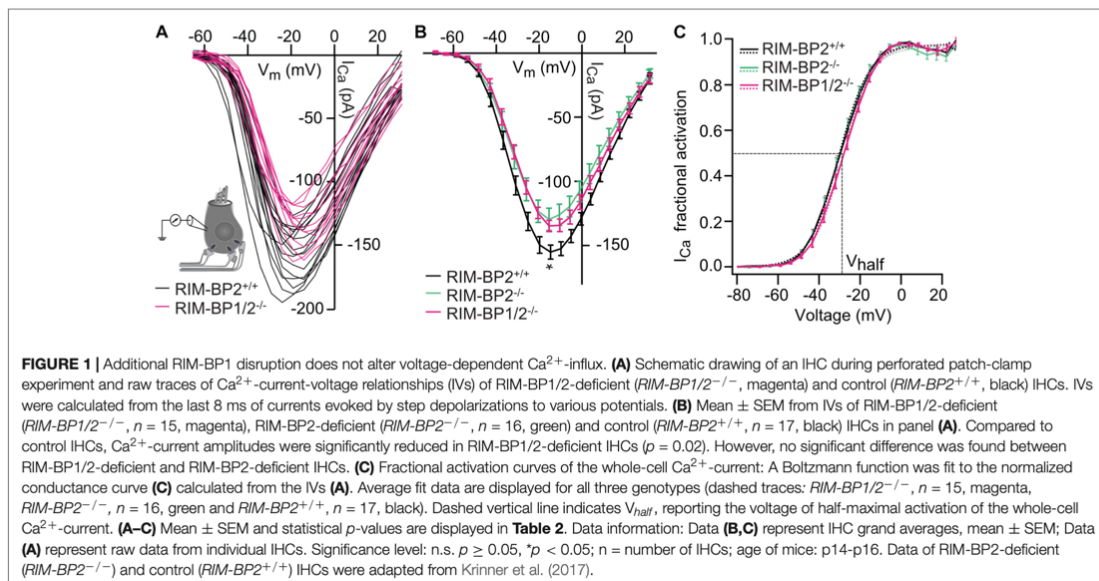 A
B
C
-60 -40 -20 0
V_m (mV)
I_Ca (pA)
-50
-100
-150
-200
RIM-BP2+/+
RIM-BP1/2-/-
-60 -40 -20 0 20
V_m (mV)
I_Ca (pA)
-50
-100
-150
*
RIM-BP2+/+
RIM-BP2-/-
RIM-BP1/2-/-
I_Ca fractional activation
1.0
0.8
0.6
0.4
0.2
0.0
RIM-BP2+/+
RIM-BP2-/-
RIM-BP1/2-/-
V_half
-80 -60 -40 -20 0 20
Voltage (mV)
FIGURE 1 | Additional RIM-BP1 disruption does not alter voltage-dependent Ca2+-influx. (A) Schematic drawing of an IHC during perforated patch-clamp
experiment and raw traces of Ca2+-current-voltage relationships (IVs) of RIM-BP1/2-deficient (RIM-BP1/2−/−, magenta) and control (RIM-BP2+/+, black) IHCs. IVs
were calculated from the last 8 ms of currents evoked by step depolarizations to various potentials. (B) Mean ± SEM from IVs of RIM-BP1/2-deficient
(RIM-BP1/2−/−, n = 15, magenta), RIM-BP2-deficient (RIM-BP2−/−, n = 16, green) and control (RIM-BP2+/+, n = 17, black) IHCs in panel (A). Compared to
control IHCs, Ca2+-current amplitudes were significantly reduced in RIM-BP1/2-deficient IHCs (p = 0.02). However, no significant difference was found between
RIM-BP1/2-deficient and RIM-BP2-deficient IHCs. (C) Fractional activation curves of the whole-cell Ca2+-current: A Boltzmann function was fit to the normalized
conductance curve (C) calculated from the IVs (A). Average fit data are displayed for all three genotypes (dashed traces: RIM-BP1/2−/−, n = 15, magenta,
RIM-BP2−/−, n = 16, green and RIM-BP2+/+, n = 17, black). Dashed vertical line indicates V_half, reporting the voltage of half-maximal activation of the whole-cell
Ca2+-current. (A–C) Mean ± SEM and statistical p-values are displayed in Table 2. Data information: Data (B,C) represent IHC grand averages, mean ± SEM; Data
(A) represent raw data from individual IHCs. Significance level: n.s. p ≥ 0.05, *p < 0.05; n = number of IHCs; age of mice: p14-p16. Data of RIM-BP2-deficient
(RIM-BP2−/−) and control (RIM-BP2+/+) IHCs were adapted from Krinner et al. (2017).